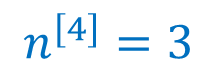 n^[4] = 3